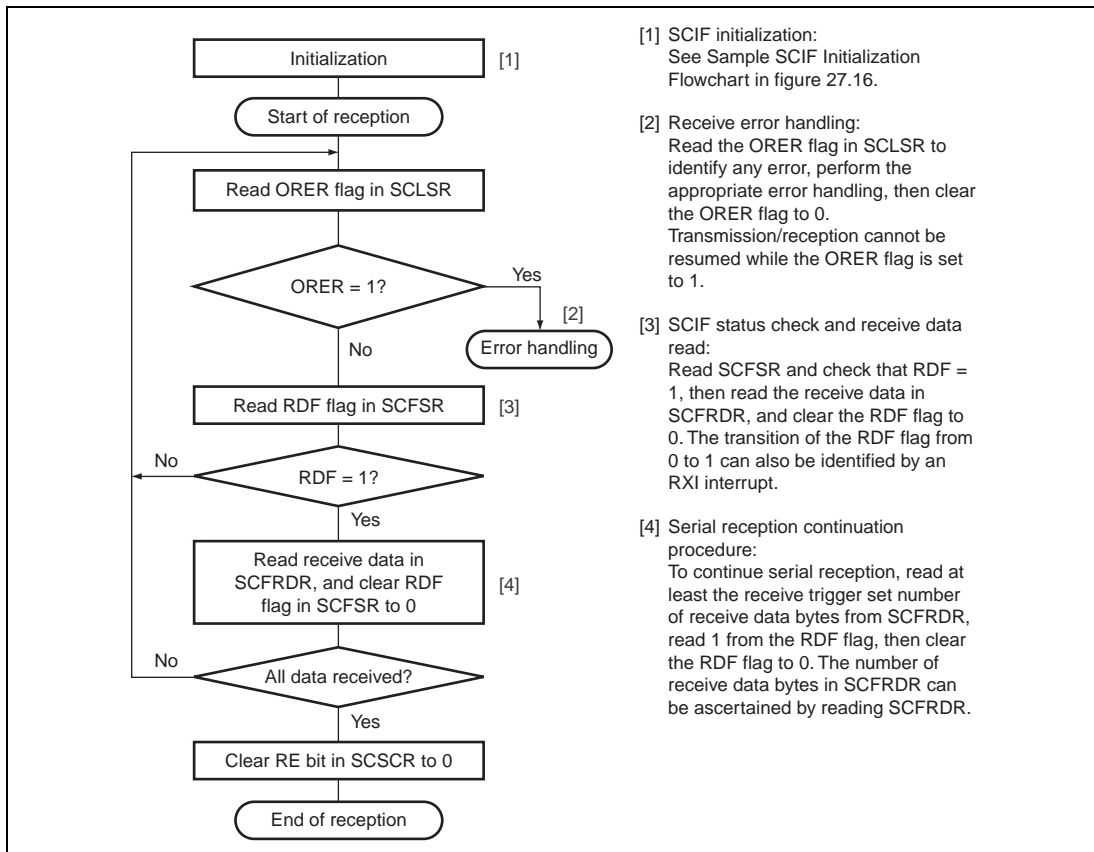 Initialization
[1]
Start of reception
Read ORER flag in SCLSR
ORER = 1?
Yes
[2]
Error handling
No
Read RDF flag in SCFSR
[3]
No
RDF = 1?
Yes
Read receive data in
SCFRDR, and clear RDF
flag in SCFSR to 0
[4]
No
All data received?
Yes
Clear RE bit in SCSCR to 0
End of reception
[1] SCIF initialization:
See Sample SCIF Initialization
Flowchart in figure 27.16.
[2] Receive error handling:
Read the ORER flag in SCLSR to
identify any error, perform the
appropriate error handling, then clear
the ORER flag to 0.
Transmission/reception cannot be
resumed while the ORER flag is set
to 1.
[3] SCIF status check and receive data
read:
Read SCFSR and check that RDF =
1, then read the receive data in
SCFRDR, and clear the RDF flag to
0. The transition of the RDF flag from
0 to 1 can also be identified by an
RXI interrupt.
[4] Serial reception continuation
procedure:
To continue serial reception, read at
least the receive trigger set number
of receive data bytes from SCFRDR,
read 1 from the RDF flag, then clear
the RDF flag to 0. The number of
receive data bytes in SCFRDR can
be ascertained by reading SCFRDR.